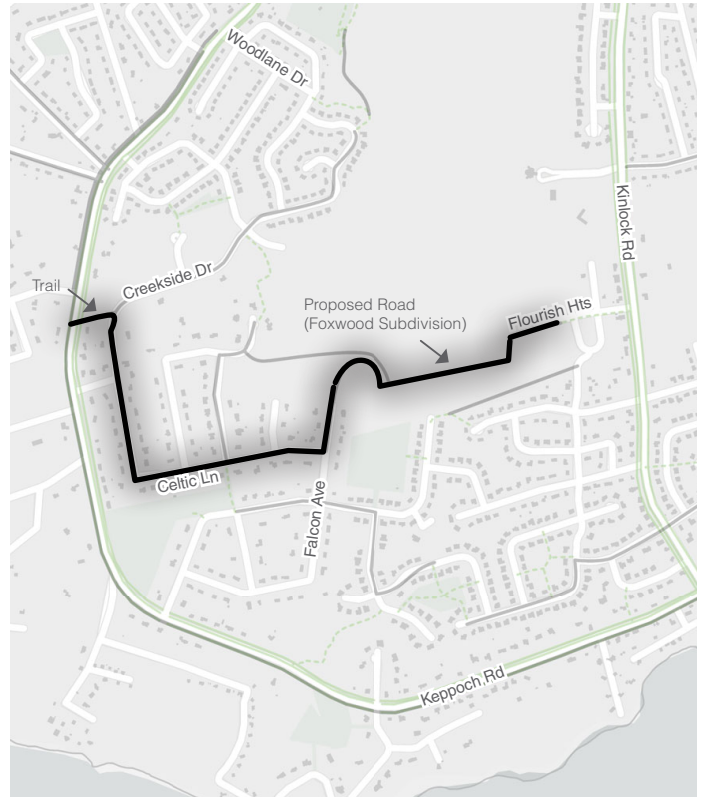 Woodlane Dr
Kinlock Rd
Trail
Creekside Dr
Proposed Road
(Foxwood Subdivision)
Flourish Hts
Celtic Ln
Falcon Ave
Keppoch Rd